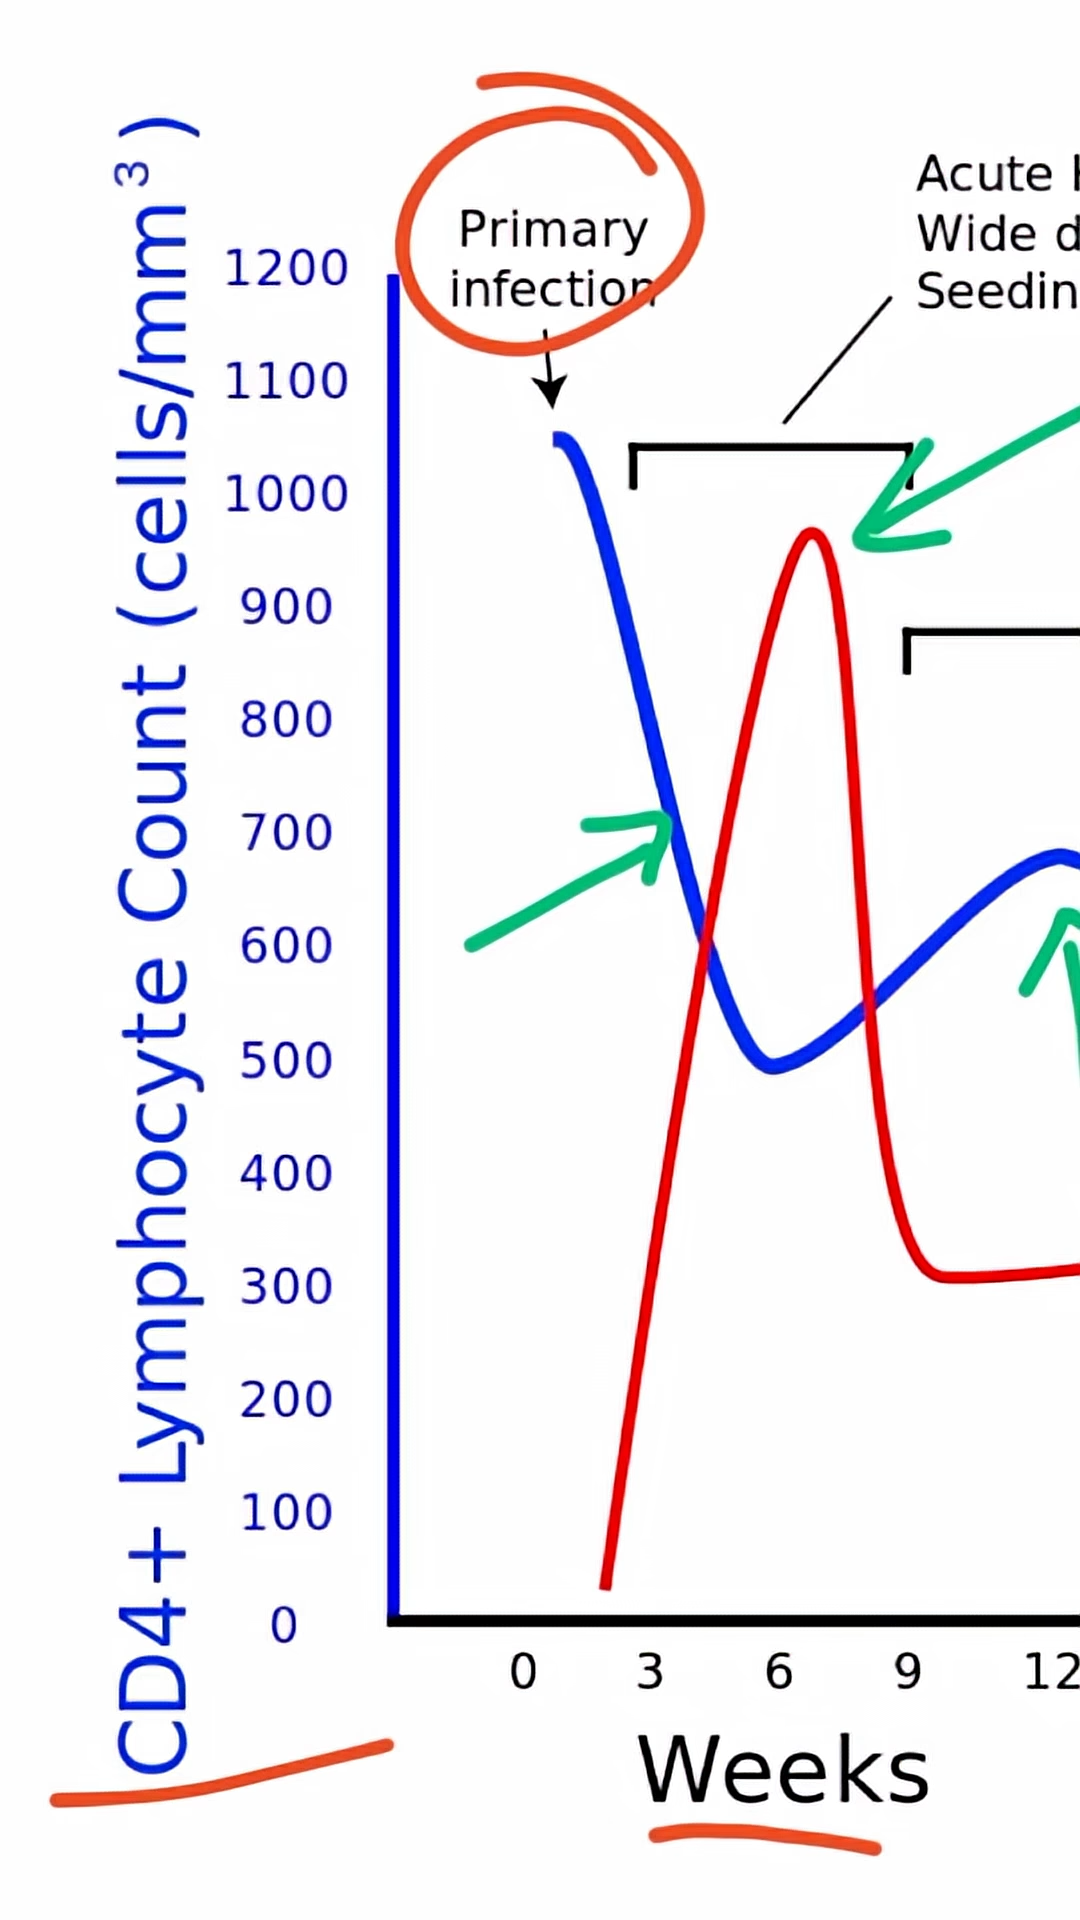 CD4+ Lymphocyte Count (cells/mm³)
Primary
infection
Acute
Wide
Seedin
1200
1100
1000
900
800
700
600
500
400
300
200
100
0
0 3 6 9 12
Weeks